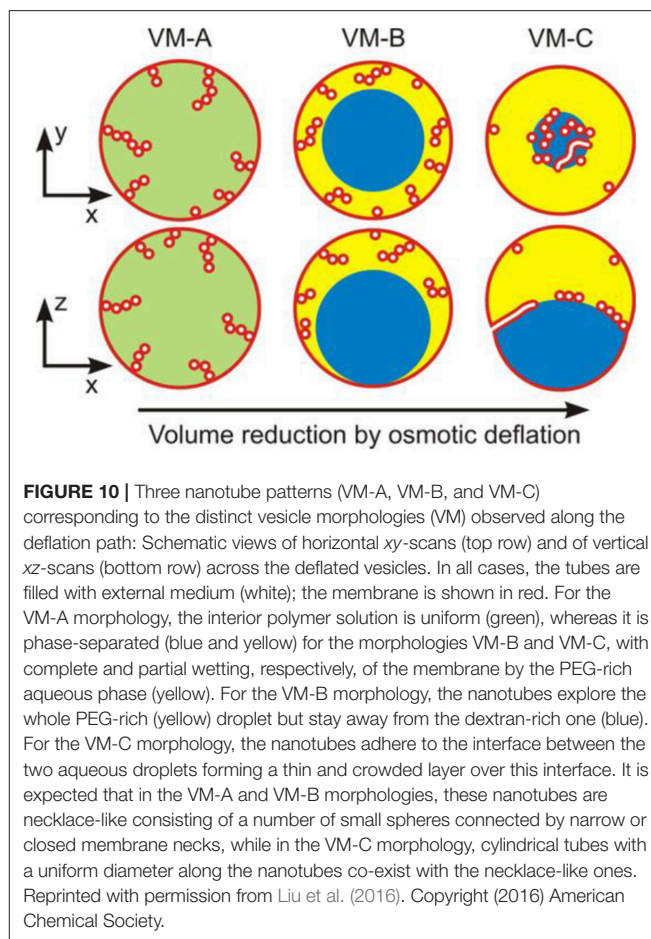 VM-A VM-B VM-C
y
x
z
x
Volume reduction by osmotic deflation
FIGURE 10 | Three nanotube patterns (VM-A, VM-B, and VM-C)
corresponding to the distinct vesicle morphologies (VM) observed along the
deflation path: Schematic views of horizontal xy-scans (top row) and of vertical
xz-scans (bottom row) across the deflated vesicles. In all cases, the tubes are
filled with external medium (white); the membrane is shown in red. For the
VM-A morphology, the interior polymer solution is uniform (green), whereas it is
phase-separated (blue and yellow) for the morphologies VM-B and VM-C, with
complete and partial wetting, respectively, of the membrane by the PEG-rich
aqueous phase (yellow). For the VM-B morphology, the nanotubes explore the
whole PEG-rich (yellow) droplet but stay away from the dextran-rich one (blue).
For the VM-C morphology, the nanotubes adhere to the interface between the
two aqueous droplets forming a thin and crowded layer over this interface. It is
expected that in the VM-A and VM-B morphologies, these nanotubes are
necklace-like consisting of a number of small spheres connected by narrow or
closed membrane necks, while in the VM-C morphology, cylindrical tubes with
a uniform diameter along the nanotubes co-exist with the necklace-like ones.
Reprinted with permission from Liu et al. (2016). Copyright (2016) American
Chemical Society.